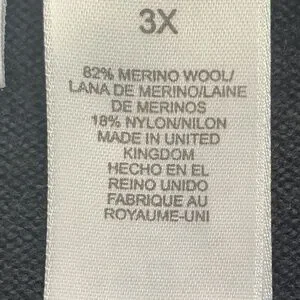 3X
82% MERINO WOOL/
LANA DE MERINO/LAINE
DE MERINOS
18% NYLON/NILON
MADE IN UNITED
KINGDOM
HECHO EN EL
REINO UNIDO
FABRIQUE AU
ROYAUME-UNI